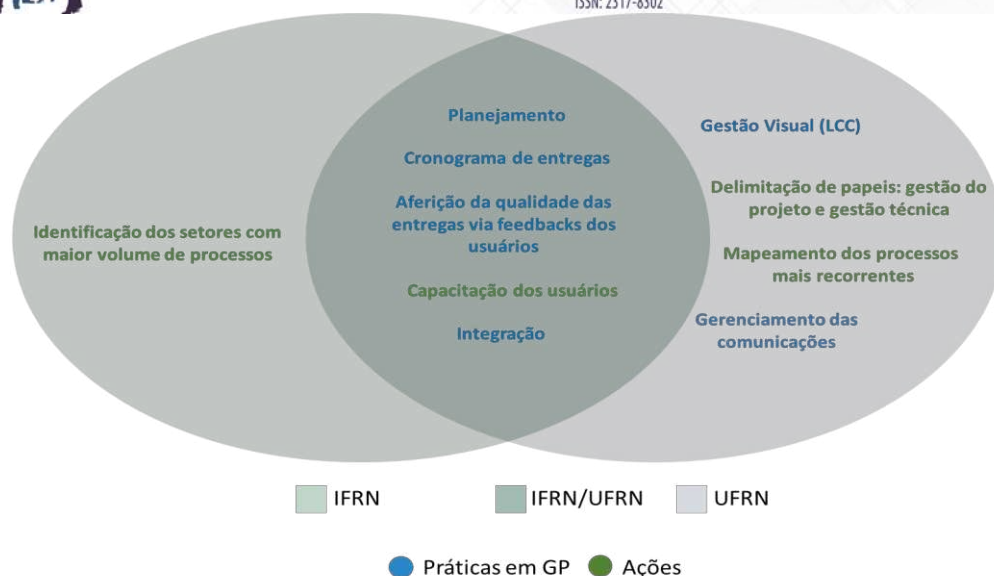 ISSN: 2317-8302
Planejamento
Cronograma de entregas
Aferição da qualidade das
entregas via feedbacks dos
usuários
Capacitação dos usuários
Integração
Identificação dos setores com
maior volume de processos
Gestão Visual (LCC)
Delimitação de papeis: gestão do
projeto e gestão técnica
Mapeamento dos processos
mais recorrentes
Gerenciamento das
comunicações
IFRN
IFRN/UFRN
UFRN
Práticas em GP
Ações